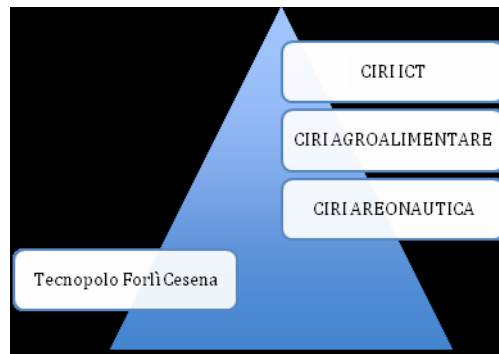 CIRI ICT
CIRI AGROALIMENTARE
CIRI AREONAUTICA
Tecnopolo Forlì Cesena